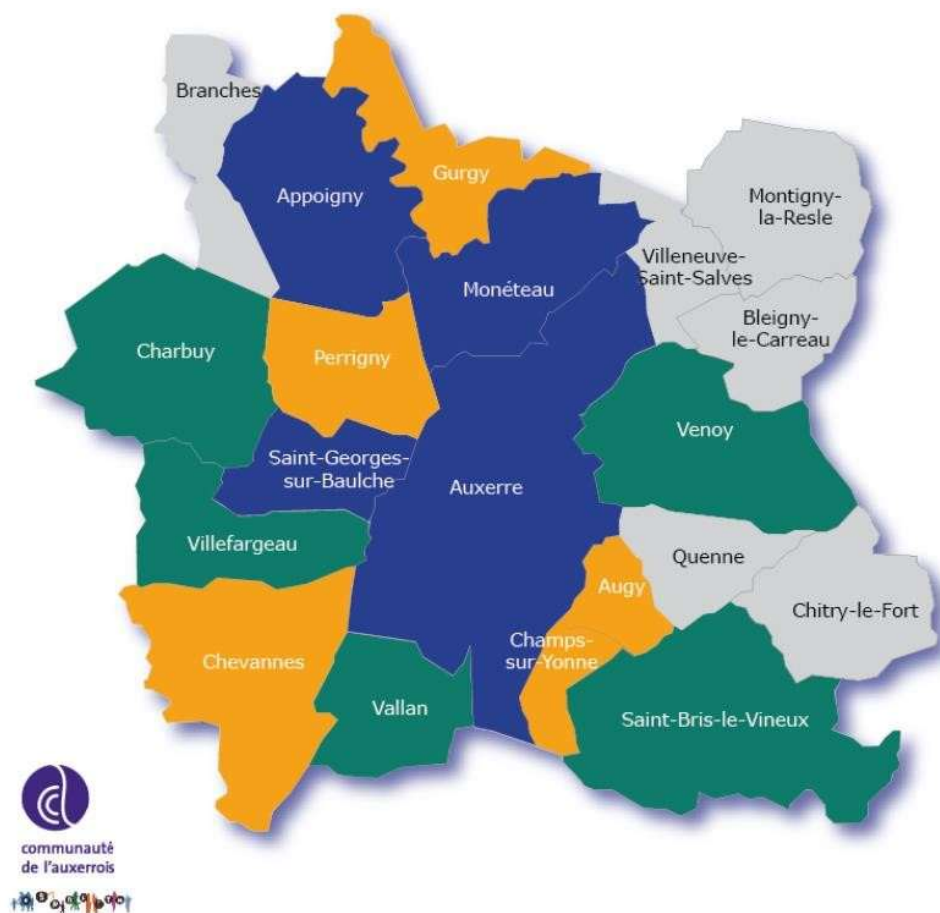 Branches
Appoigny
Gurgy
Montigny-
la-Resle
Villeneuve-
Saint-Salves
Monéteau
Bleigny-
le-Carreau
Charbuy
Perrigny
Venoy
Saint-Georges-
sur-Baulche
Auxerre
Villefargeau
Quenne
Augy
Chitry-le-Fort
Champs-
sur-Yonne
Chevannes
Vallan
Saint-Bris-le-Vineux
communauté
de l'auxerrois